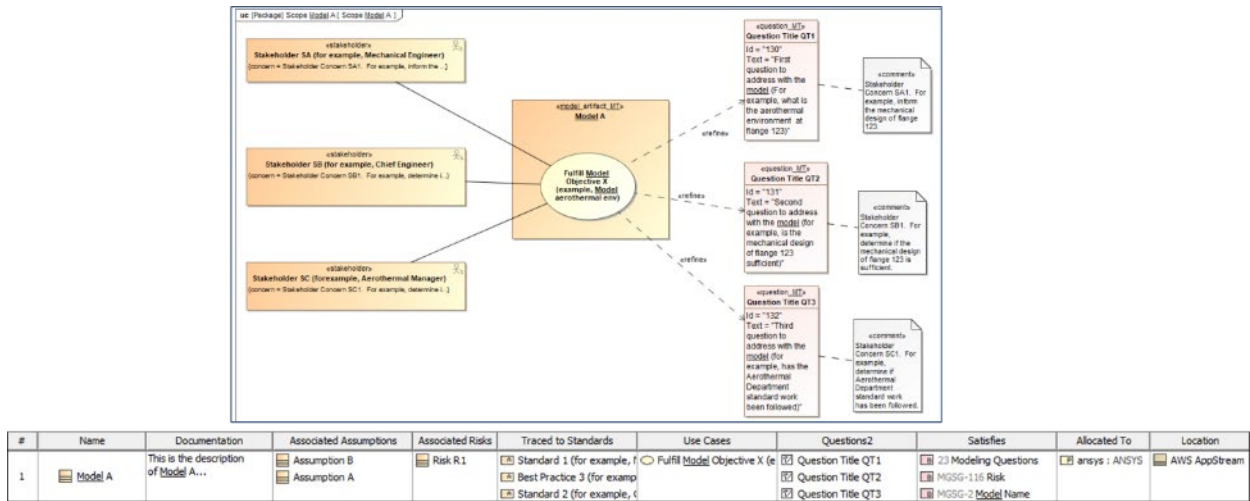 uc [Package] Scope Model A [ Scope Model A ]
«stakeholder»
Stakeholder SA (for example, Mechanical Engineer)
{concern = Stakeholder Concern SA1. For example, inform the ...}
«stakeholder»
Stakeholder SB (for example, Chief Engineer)
{concern = Stakeholder Concern SB1. For example, determine i...}
«stakeholder»
Stakeholder SC (forexample, Aerothermal Manager)
{concern = Stakeholder Concern SC1. For example, determine i...}
«model_artifact_MT»
Model A
Fulfill Model
Objective X
(example, Model
aerothermal env)
«refine»
«refine»
«refine»
«question_MT»
Question Title QT1
Id = "130"
Text = "First
question to
address with the
model (For
example, what is
the aerothermal
environment at
flange 123)"
«comment»
Stakeholder
Concern SA1. For
example, inform
the mechanical
design of flange
123.
«question_MT»
Question Title QT2
Id = "131"
Text = "Second
question to address
with the model (for
example, is the
mechanical design
of flange 123
sufficient)"
«comment»
Stakeholder
Concern SB1. For
example,
determine if the
mechanical design
of flange 123 is
sufficient.
«question_MT»
Question Title QT3
Id = "132"
Text = "Third
question to
address with the
model (for
example, has the
Aerothermal
Department
standard work
been followed)"
«comment»
Stakeholder
Concern SC1. For
example,
determine if
Aerothermal
Department
standard work
has been followed.
# Name Documentation Associated Assumptions Associated Risks Traced to Standards Use Cases Questions2 Satisfies Allocated To Location
1 Model A
This is the description
of Model A...
Assumption B
Assumption A
Risk R1
Standard 1 (for example,
Best Practice 3 (for examp
Standard 2 (for example,
Fulfill Model Objective X (e
Question Title QT1
Question Title QT2
Question Title QT3
23 Modeling Questions
MGSG-116 Risk
MGSG-2 Model Name
ansys : ANSYS
AWS AppStream